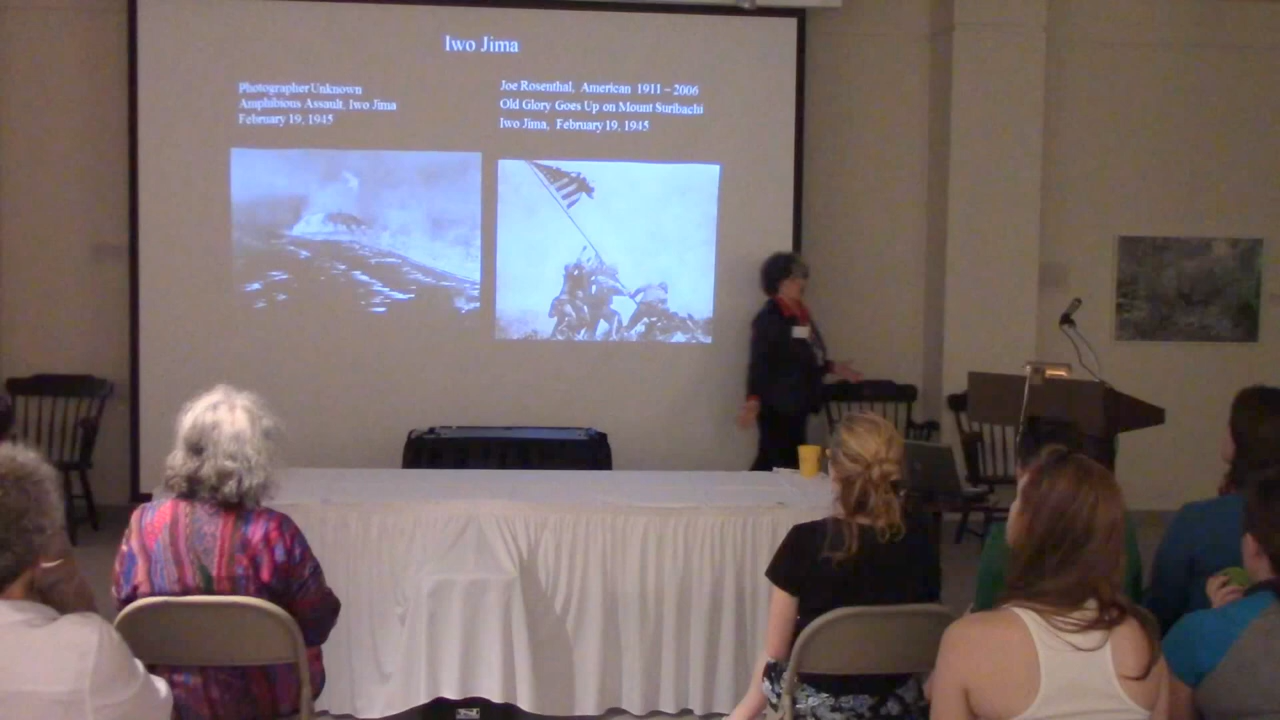 Iwo Jima
Photographer Unknown
Amphibious Assault, Iwo Jima
February 19, 1945
Joe Rosenthal, American 1911 – 2006
Old Glory Goes Up on Mount Suribachi
Iwo Jima, February 19, 1945